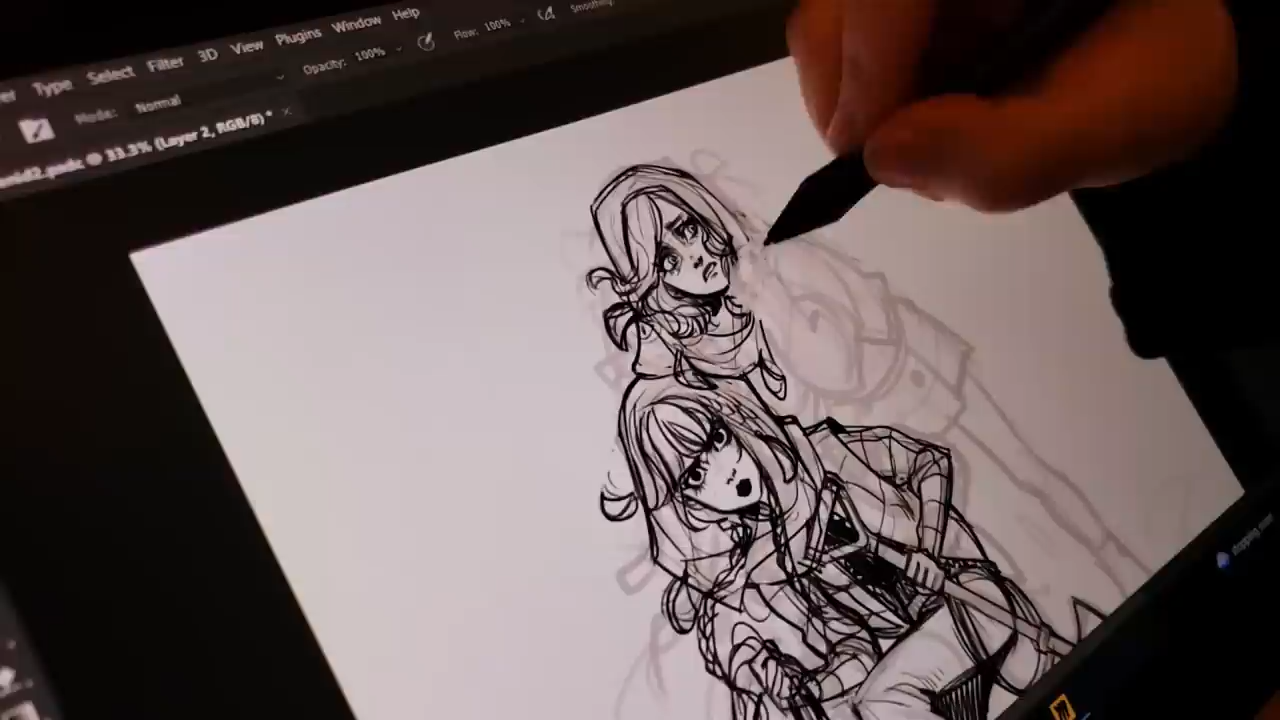 Type Select Filter 3D View Plugins Window Help
Mode: Normal Opacity: 100% Flow: 100% Smoothing
@ 33.3% (Layer 2, RGB/8) *